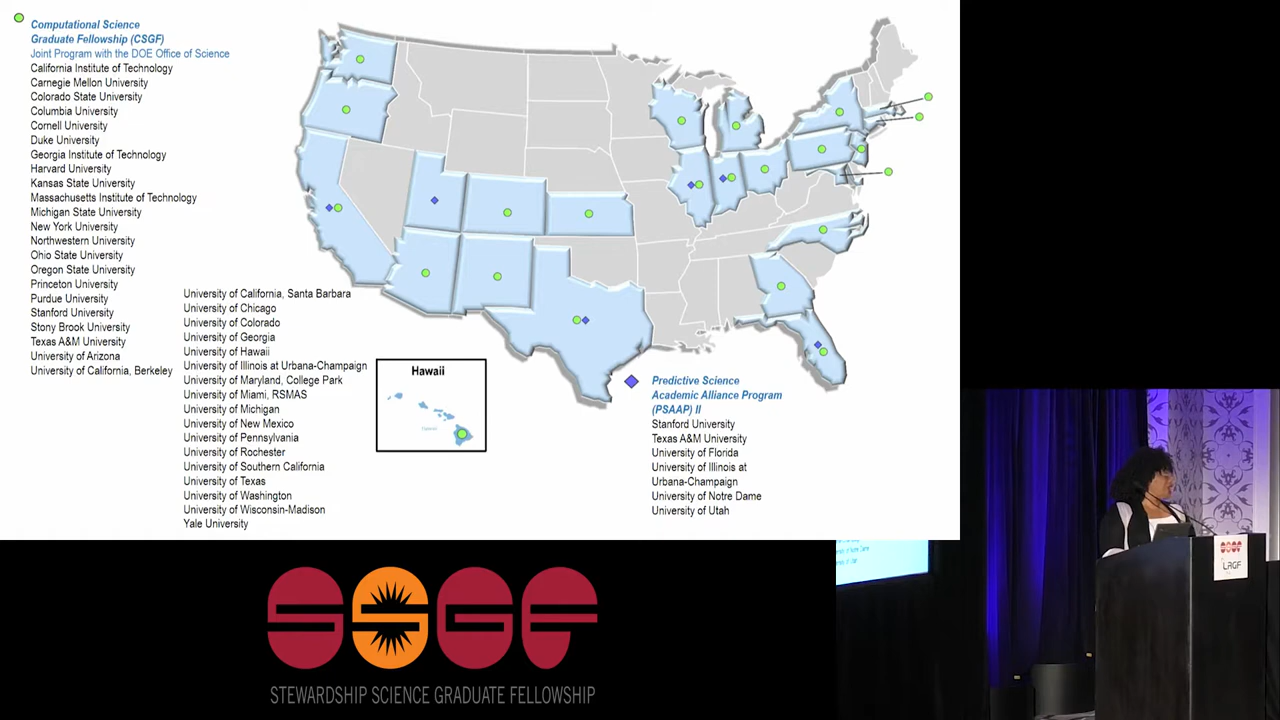 Computational Science
Graduate Fellowship (CSGF)
Joint Program with the DOE Office of Science
California Institute of Technology
Carnegie Mellon University
Colorado State University
Columbia University
Cornell University
Duke University
Georgia Institute of Technology
Harvard University
Kansas State University
Massachusetts Institute of Technology
Michigan State University
New York University
Northwestern University
Ohio State University
Oregon State University
Princeton University
Purdue University
Stanford University
Stony Brook University
Texas A&M University
University of Arizona
University of California, Berkeley
University of California, Santa Barbara
University of Chicago
University of Colorado
University of Georgia
University of Hawaii
University of Illinois at Urbana-Champaign
University of Maryland, College Park
University of Miami, RSMAS
University of Michigan
University of New Mexico
University of Pennsylvania
University of Rochester
University of Southern California
University of Texas
University of Washington
University of Wisconsin-Madison
Yale University
Hawaii
Predictive Science
Academic Alliance Program
(PSAAP) II
Stanford University
Texas A&M University
University of Florida
University of Illinois at
Urbana-Champaign
University of Notre Dame
University of Utah
SSGF
LRGF
SSGF
STEWARDSHIP SCIENCE GRADUATE FELLOWSHIP